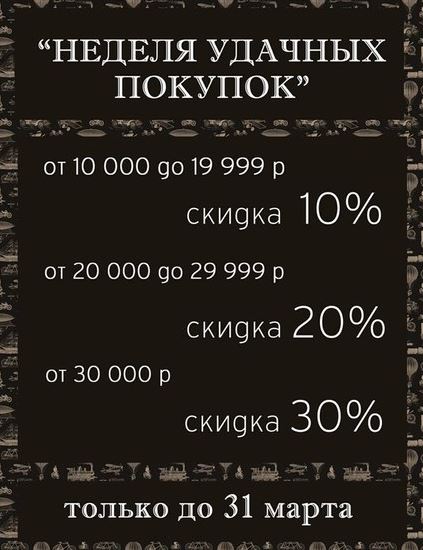 “НЕДЕЛЯ УДАЧНЫХ
ПОКУПОК”
от 10 000 до 19 999 р
скидка 10%
от 20 000 до 29 999 р
скидка 20%
от 30 000 р
скидка 30%
только до 31 марта